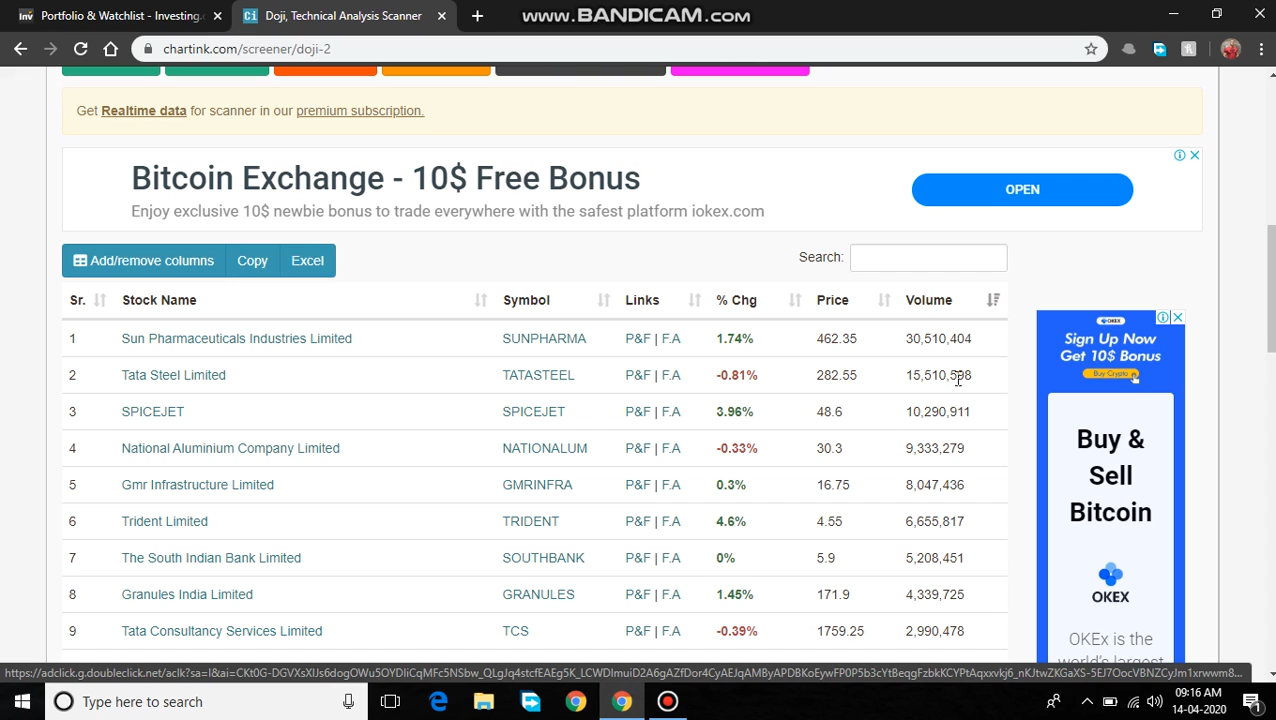 Portfolio & Watchlist - Investing.
Doji, Technical Analysis Scanner
WWW.BANDICAM.COM
chartink.com/screener/doji-2
Get Realtime data for scanner in our premium subscription.
Bitcoin Exchange - 10$ Free Bonus
Enjoy exclusive 10$ newbie bonus to trade everywhere with the safest platform iokex.com
OPEN
Add/remove columns Copy Excel
Search:
Sr. Stock Name Symbol Links % Chg Price Volume
1 Sun Pharmaceuticals Industries Limited SUNPHARMA P&F | F.A 1.74% 462.35 30,510,404
2 Tata Steel Limited TATASTEEL P&F | F.A -0.81% 282.55
3 SPICEJET SPICEJET P&F | F.A 3.96% 48.6 10,290,911
4 National Aluminium Company Limited NATIONALUM P&F | F.A -0.33% 30.3 9,333,279
5 Gmr Infrastructure Limited GMRINFRA P&F | F.A 0.3% 16.75 8,047,436
6 Trident Limited TRIDENT P&F | F.A 4.6% 4.55 6,655,817
7 The South Indian Bank Limited SOUTHBANK P&F | F.A 0% 5.9 5,208,451
8 Granules India Limited GRANULES P&F | F.A 1.45% 171.9 4,339,725
9 Tata Consultancy Services Limited TCS P&F | F.A -0.39% 1759.25 2,990,478
OKEX
Sign Up Now
Get 10$ Bonus
Buy Crypto
Buy &
Sell
Bitcoin
OKEX
OKEx is the
world's largest
Type here to search
09:16 AM
14-04-2020
1